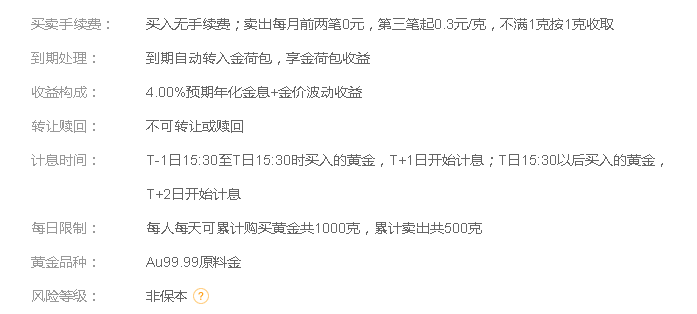 买卖手续费： 买入无手续费；卖出每月前两笔0元，第三笔起0.3元/克，不满1克按1克收取
到期处理： 到期自动转入金荷包，享金荷包收益
收益构成： 4.00%预期年化金息+金价波动收益
转让赎回： 不可转让或赎回
计息时间： T-1日15:30至T日15:30时买入的黄金，T+1日开始计息；T日15:30以后买入的黄金，
T+2日开始计息
每日限制： 每人每天可累计购买黄金共1000克，累计卖出共500克
黄金品种： Au99.99原料金
风险等级： 非保本 ?